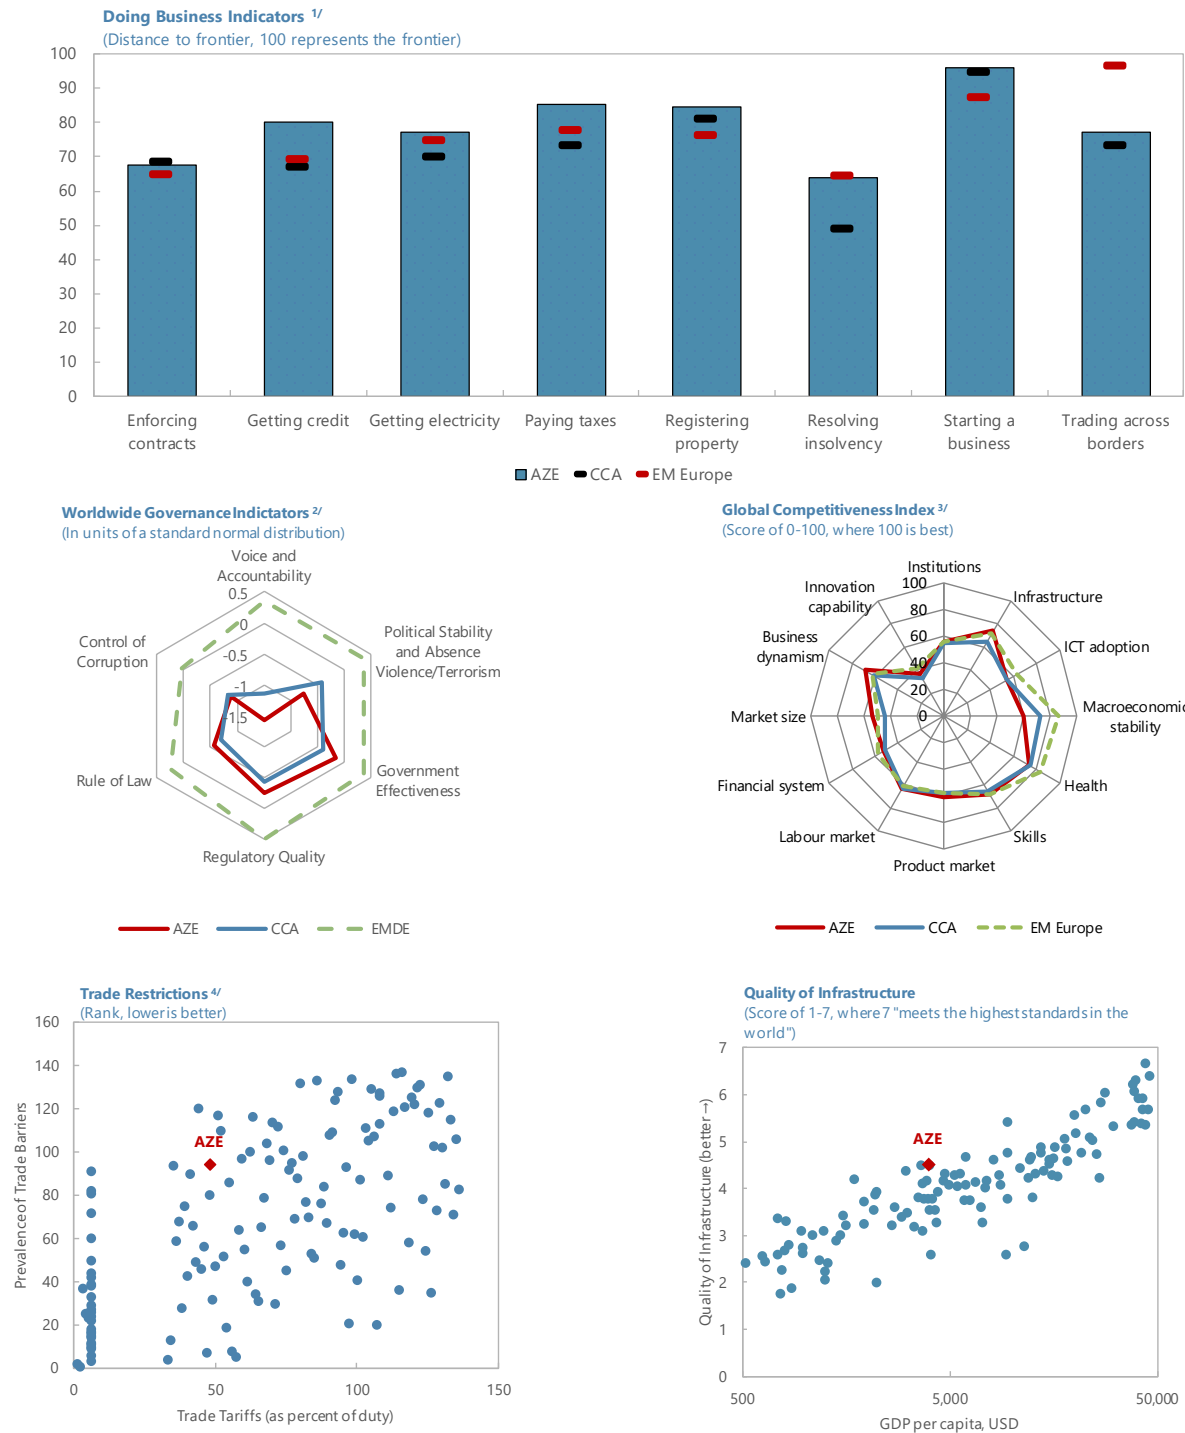 Doing Business Indicators 1/
(Distance to frontier, 100 represents the frontier)
100
90
80
70
60
50
40
30
20
10
0
Enforcing contracts
Getting credit
Getting electricity
Paying taxes
Registering property
Resolving insolvency
Starting a business
Trading across borders
AZE CCA EM Europe
Worldwide Governance Indictators 2/
(In units of a standard normal distribution)
Voice and
Accountability
0.5
0
-0.5
-1
-1.5
Political Stability
and Absence
Violence/Terrorism
Government
Effectiveness
Regulatory Quality
Rule of Law
Control of
Corruption
AZE CCA EMDE
Global Competitiveness Index 3/
(Score of 0-100, where 100 is best)
Institutions
100
80
60
40
20
0
Infrastructure
ICT adoption
Macroeconomic
stability
Health
Skills
Product market
Labour market
Financial system
Market size
Business
dynamism
Innovation
capability
AZE CCA EM Europe
Trade Restrictions 4/
(Rank, lower is better)
160
140
120
100
80
60
40
20
0
Prevalence of Trade Barriers
AZE
0 50 100 150
Trade Tariffs (as percent of duty)
Quality of Infrastructure
(Score of 1-7, where 7 "meets the highest standards in the
world")
7
6
5
4
3
2
1
0
Quality of Infrastructure (better →)
AZE
500 5,000 50,000
GDP per capita, USD